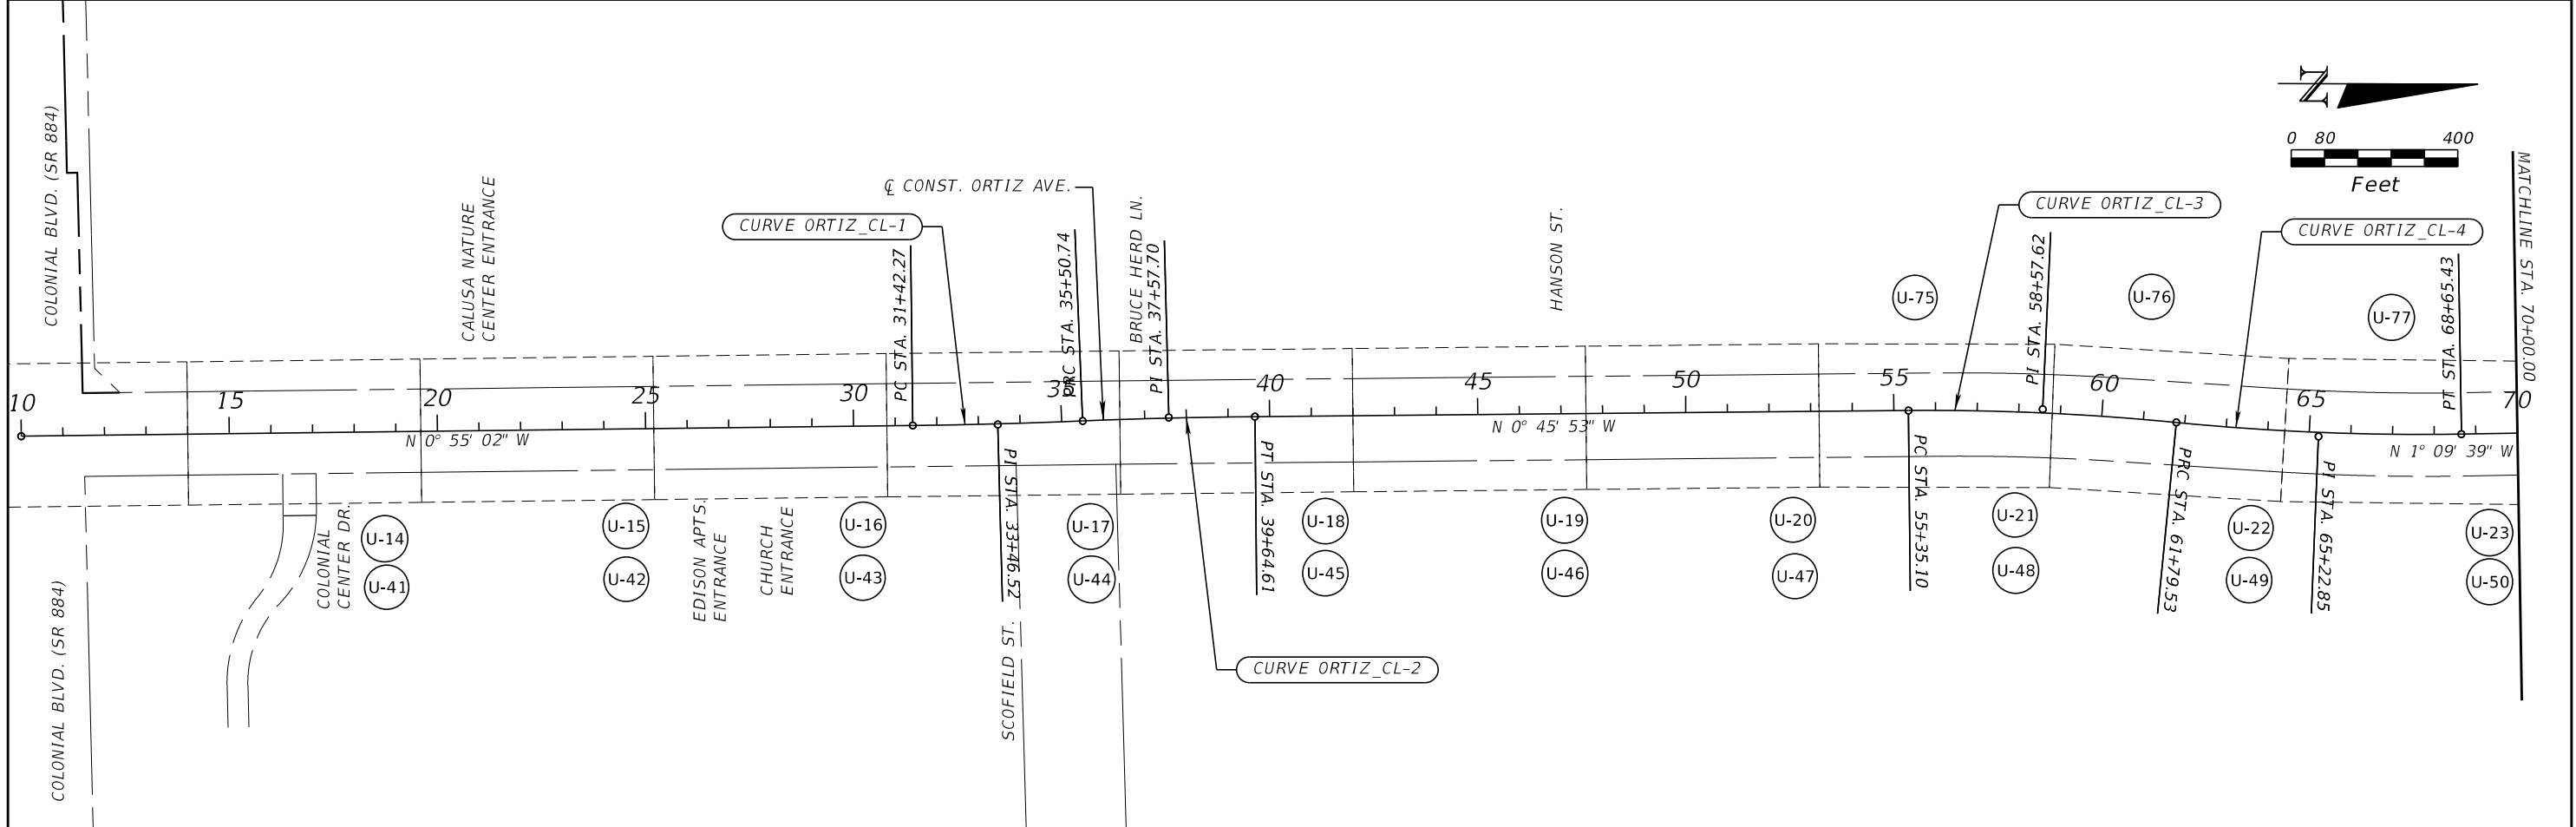 COLONIAL BLVD. (SR 884)
CALUSA NATURE
CENTER ENTRANCE
℄ CONST. ORTIZ AVE.
CURVE ORTIZ_CL-1
PC STA. 31+42.27
PRC STA. 35+50.74
BRUCE HERD LN.
PI STA. 37+57.70
HANSON ST.
CURVE ORTIZ_CL-3
PI STA. 58+57.62
CURVE ORTIZ_CL-4
PT STA. 68+65.43
MATCHLINE STA. 70+00.00
N
0 80 400
Feet
U-75
U-76
U-77
10
15
20
25
30
35
40
45
50
55
60
65
70
N 0° 55' 02" W
N 0° 45' 53" W
N 1° 09' 39" W
COLONIAL BLVD. (SR 884)
COLONIAL
CENTER DR.
U-14
U-41
U-15
U-42
EDISON APTS.
ENTRANCE
CHURCH
ENTRANCE
U-16
U-43
PI STA. 33+46.52
SCOFIELD ST.
U-17
U-44
PT STA. 39+64.61
CURVE ORTIZ_CL-2
U-18
U-45
U-19
U-46
U-20
U-47
PC STA. 55+35.10
U-21
U-48
PRC STA. 61+79.53
U-22
U-49
PI STA. 65+22.85
U-23
U-50